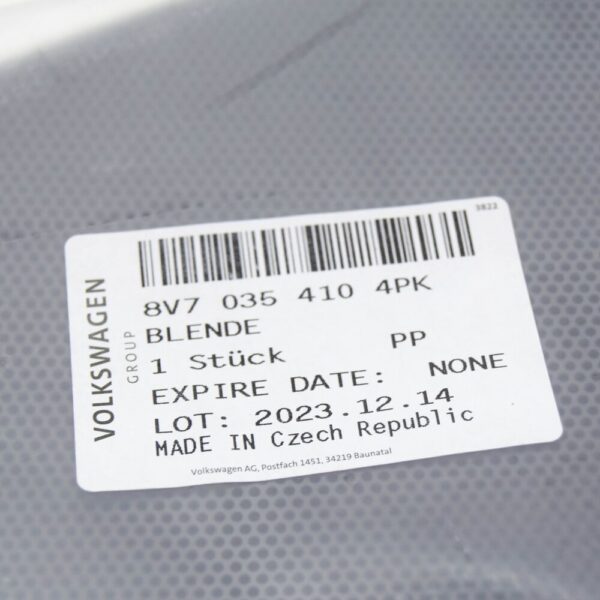 3822
VOLKSWAGEN
GROUP
8V7 035 410 4PK
BLENDE
1 Stück PP
EXPIRE DATE: NONE
LOT: 2023.12.14
MADE IN Czech Republic
Volkswagen AG, Postfach 1451, 34219 Baunatal